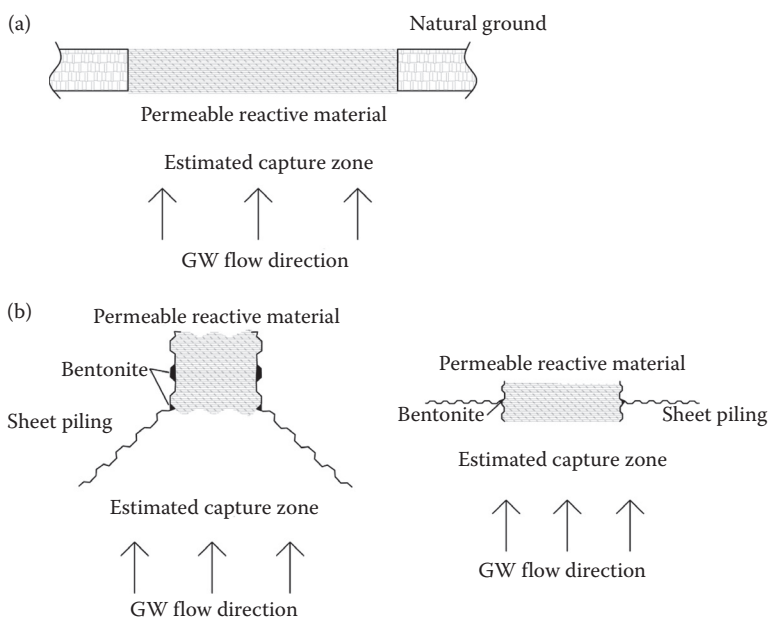 (a)
Natural ground
Permeable reactive material
Estimated capture zone
GW flow direction
(b)
Permeable reactive material
Bentonite
Sheet piling
Estimated capture zone
GW flow direction
Permeable reactive material
Bentonite
Sheet piling
Estimated capture zone
GW flow direction